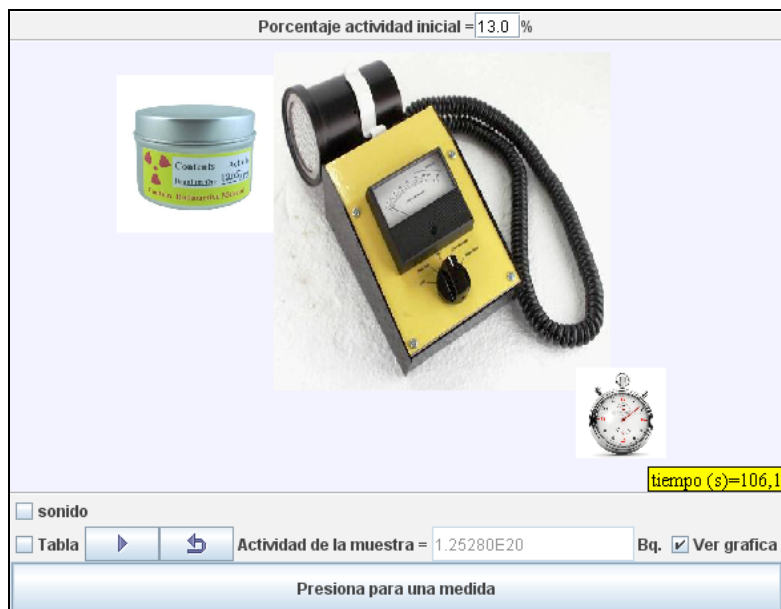 Porcentaje actividad inicial = 13.0 %
Contents
tiempo (s)=106,1
sonido
Tabla Actividad de la muestra = 1.25280E20 Bq. Ver grafica
Presiona para una medida